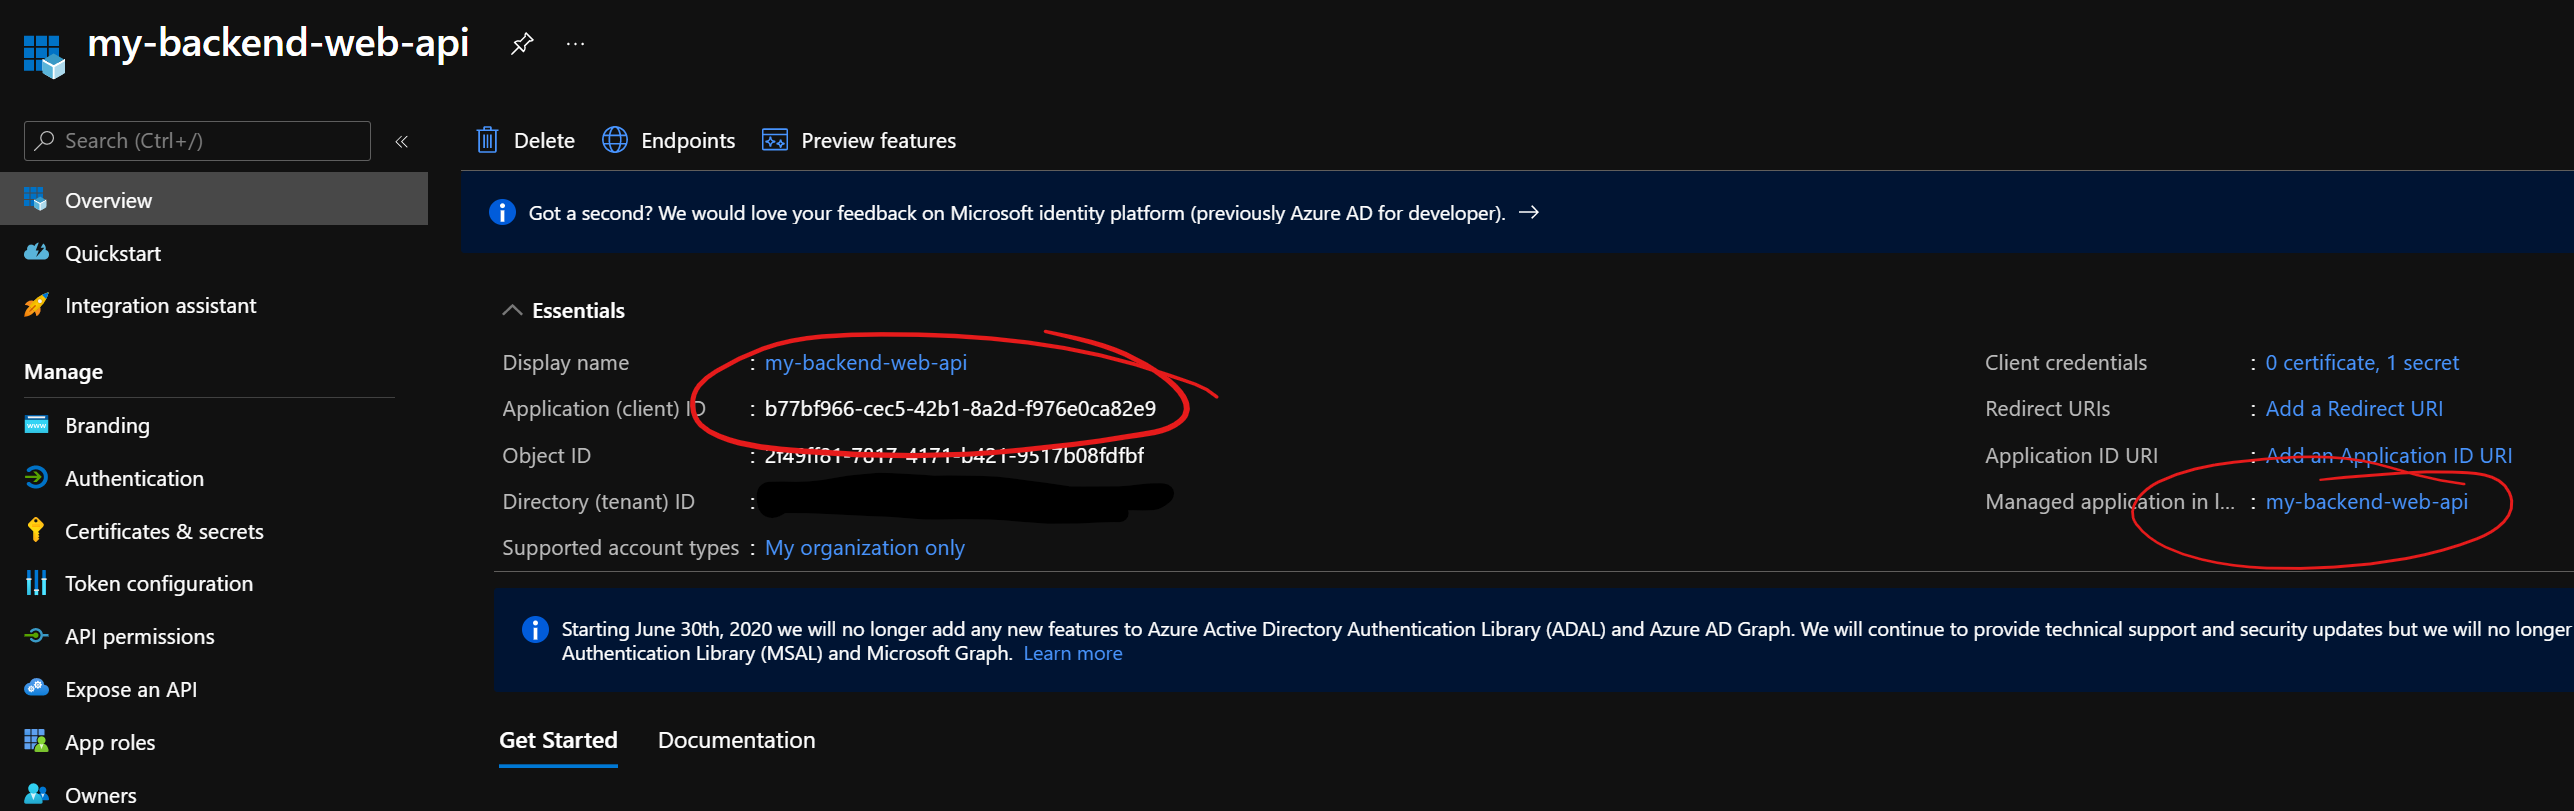 my-backend-web-api
Search (Ctrl+/)
Delete
Endpoints
Preview features
Overview
Got a second? We would love your feedback on Microsoft identity platform (previously Azure AD for developer). →
Quickstart
Integration assistant
Essentials
Display name : my-backend-web-api
Client credentials : 0 certificate, 1 secret
Manage
Application (client) ID : b77bf966-cec5-42b1-8a2d-f976e0ca82e9
Redirect URIs : Add a Redirect URI
Branding
Object ID : 2f49ff81-7817-4171-b421-9517b08fdfbf
Application ID URI : Add an Application ID URI
Authentication
Directory (tenant) ID :
Managed application in l... : my-backend-web-api
Certificates & secrets
Supported account types : My organization only
Token configuration
Starting June 30th, 2020 we will no longer add any new features to Azure Active Directory Authentication Library (ADAL) and Azure AD Graph. We will continue to provide technical support and security updates but we will no longer
Authentication Library (MSAL) and Microsoft Graph. Learn more
API permissions
Expose an API
App roles
Get Started
Documentation
Owners